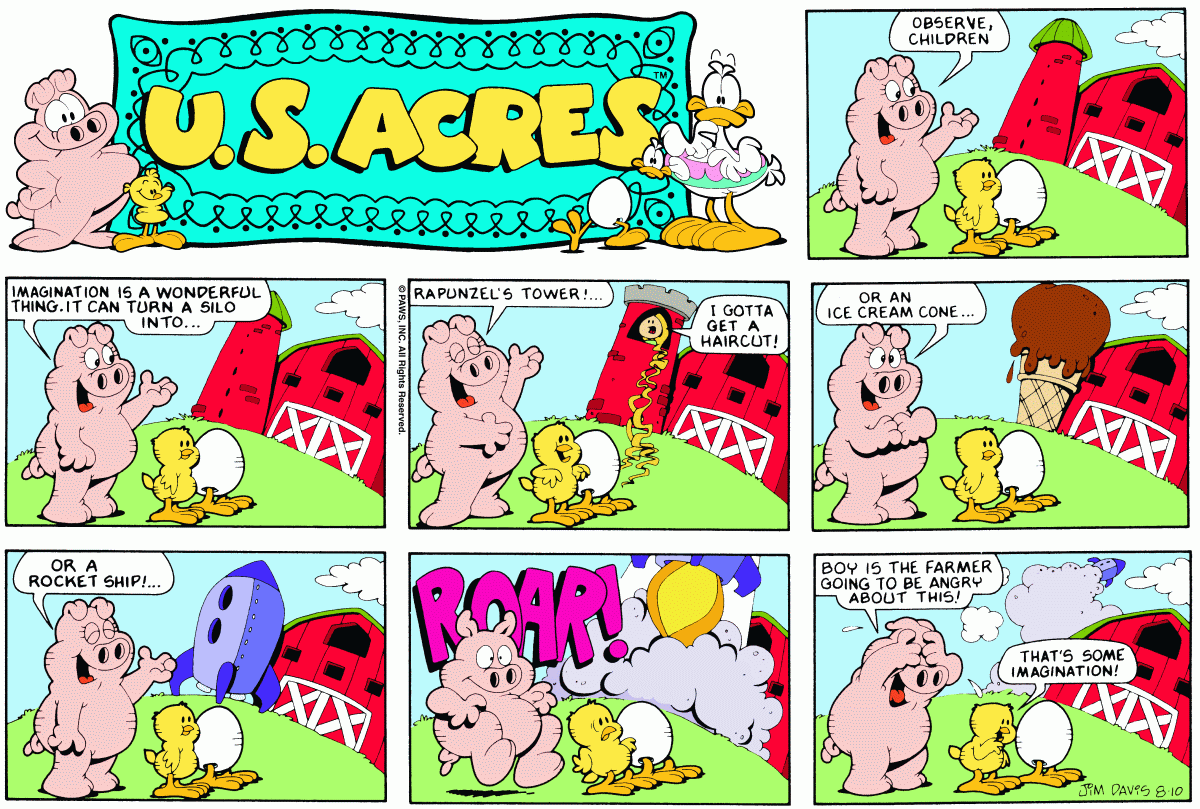 U.S. ACRES
™
OBSERVE,
CHILDREN
IMAGINATION IS A WONDERFUL
THING. IT CAN TURN A SILO
INTO...
© PAWS, INC. All Rights Reserved.
RAPUNZEL'S TOWER!...
I GOTTA
GET A
HAIRCUT!
OR AN
ICE CREAM CONE...
OR A
ROCKET SHIP!...
ROAR!
BOY IS THE FARMER
GOING TO BE ANGRY
ABOUT THIS!
THAT'S SOME
IMAGINATION!
JIM DAVIS 8·10